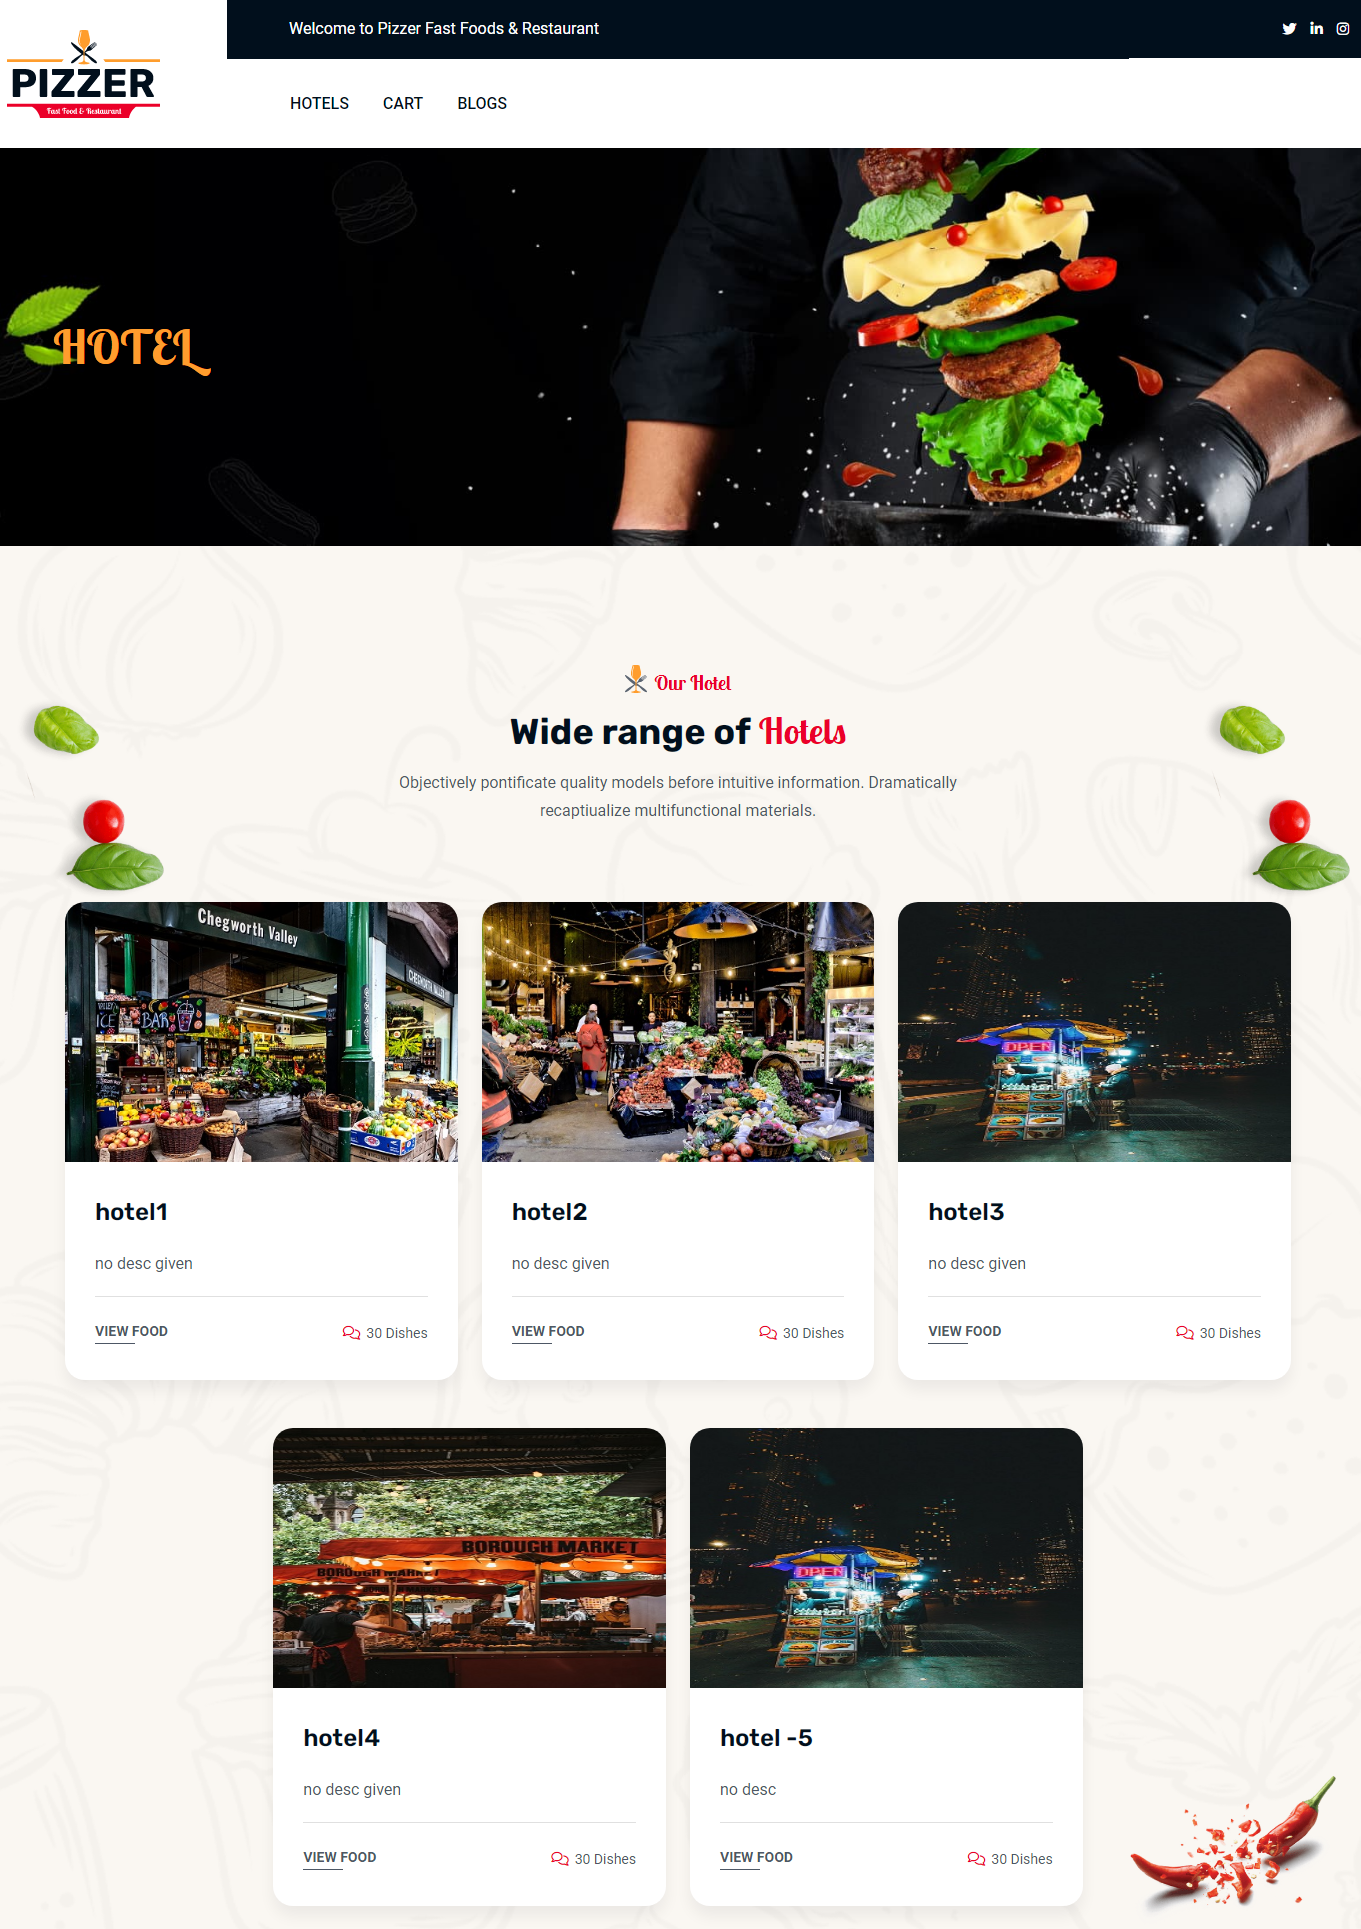 PIZZER
Fast Food & Restaurant
Welcome to Pizzer Fast Foods & Restaurant
HOTELS
CART
BLOGS
HOTEL
Our Hotel
Wide range of Hotels
Objectively pontificate quality models before intuitive information. Dramatically
recaptiualize multifunctional materials.
Chegworth Valley
CHEGWORTH VALLEY
ICE
BAR
OPEN
hotel1
no desc given
VIEW FOOD
30 Dishes
hotel2
no desc given
VIEW FOOD
30 Dishes
hotel3
no desc given
VIEW FOOD
30 Dishes
BOROUGH MARKET
BOROUGH MARKET
BOROUGH MARKET
OPEN
hotel4
no desc given
VIEW FOOD
30 Dishes
hotel -5
no desc
VIEW FOOD
30 Dishes